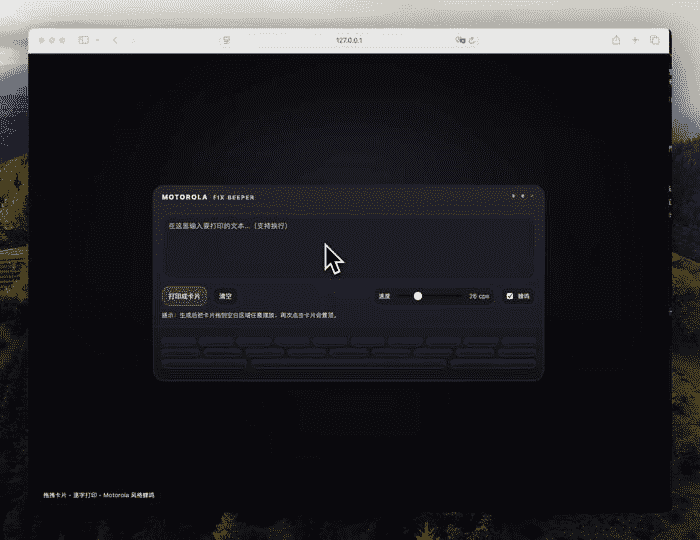 127.0.0.1
MOTOROLA FIX BEEPER
在这里输入要打印的文本...（支持换行）
打印成卡片 清空 速度 26 cps 蜂鸣
提示：生成后把卡片拖到空白区域任意摆放，再次点击卡片会置顶。
拖拽卡片 · 逐字打印 · Motorola 风格蜂鸣